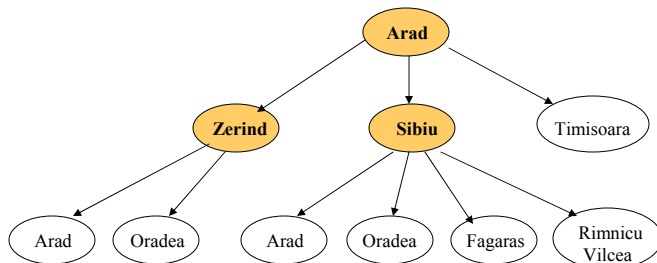 Arad
Zerind
Sibiu
Timisoara
Arad
Oradea
Arad
Oradea
Fagaras
Rimnicu
Vilcea